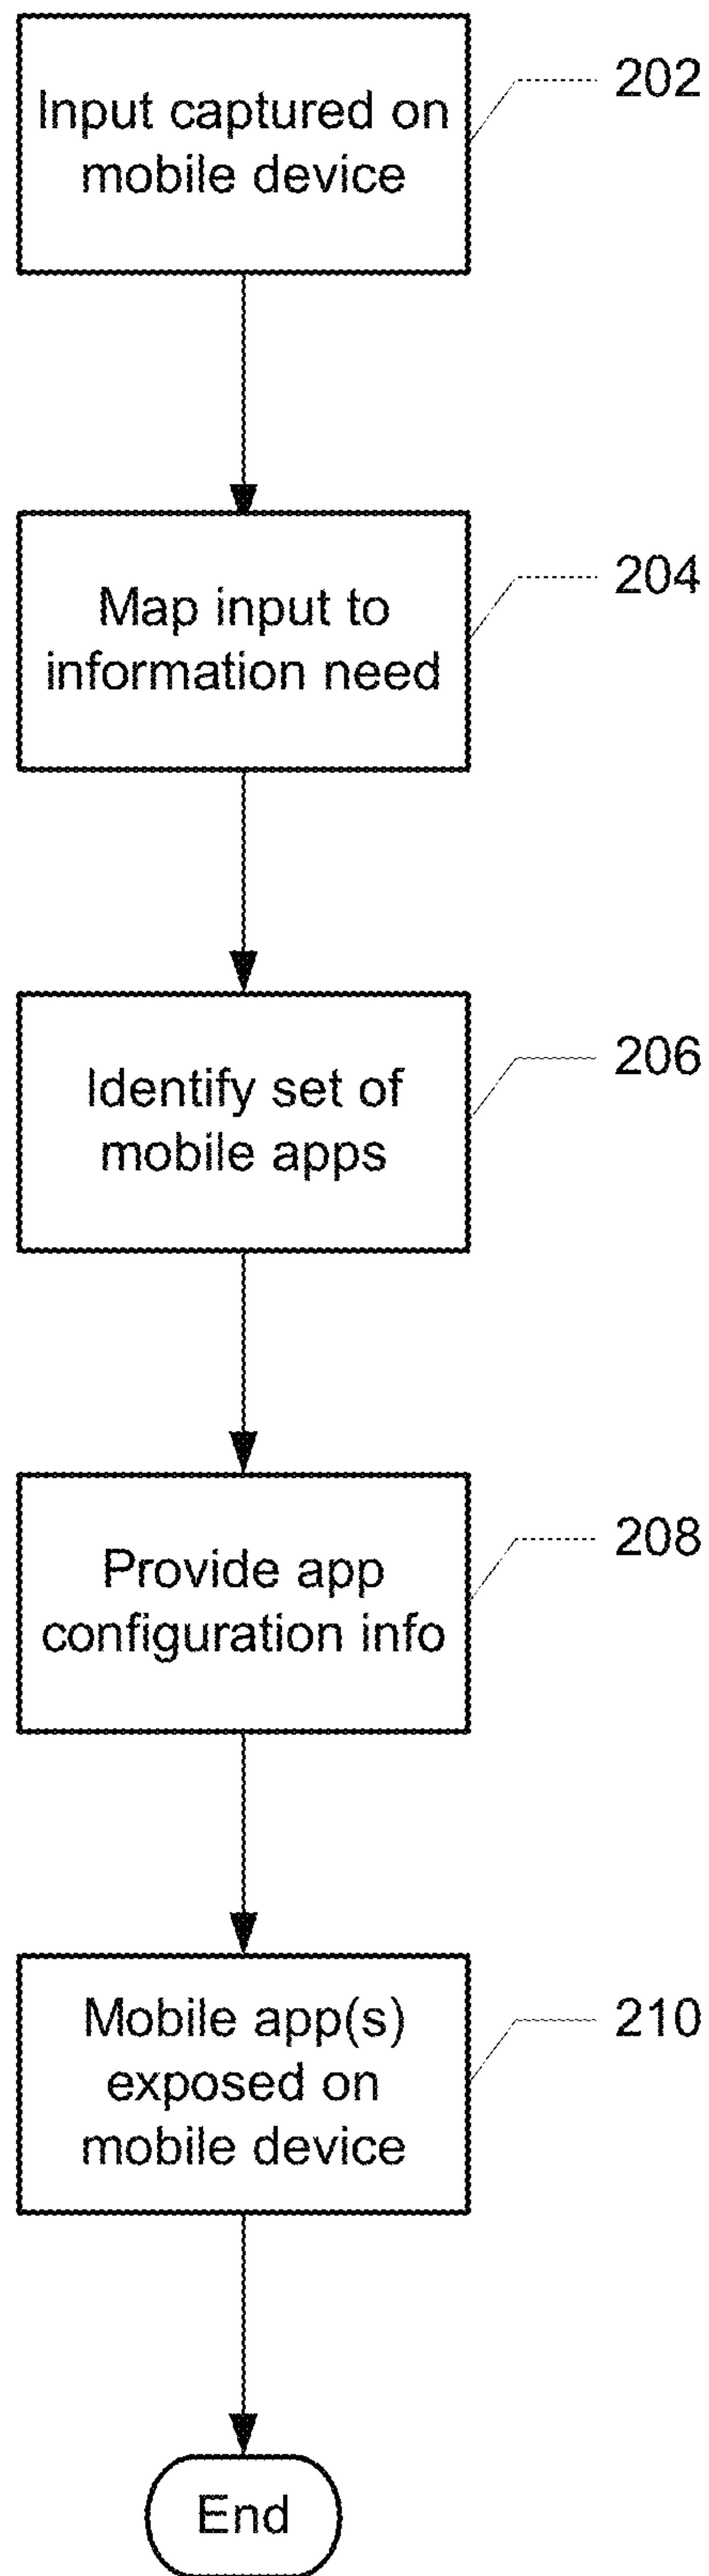 Input captured on
mobile device
202
Map input to
information need
204
Identify set of
mobile apps
206
Provide app
configuration info
208
Mobile app(s)
exposed on
mobile device
210
End